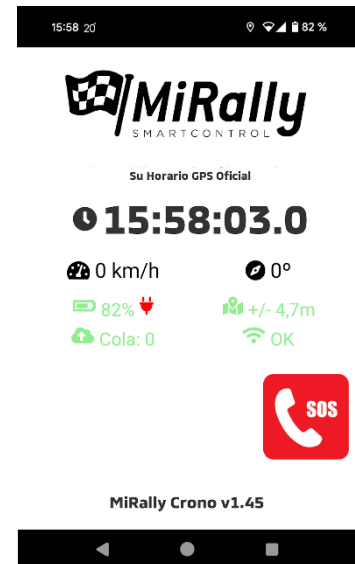 15:58 20°
82 %
MiRally
SMARTCONTROL
Su Horario GPS Oficial
15:58:03.0
0 km/h
0º
82%
+/- 4,7m
Cola: 0
OK
SOS
MiRally Crono v1.45